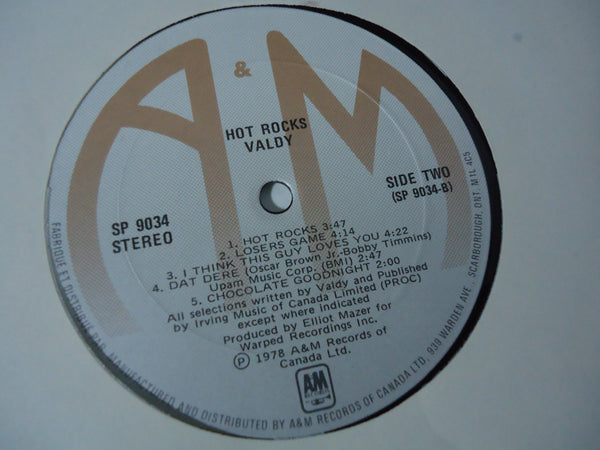 A & M
HOT ROCKS
VALDY
SP 9034
STEREO
SIDE TWO
(SP 9034-B)
1. HOT ROCKS 3:47
2. LOSERS GAME 4:14
3. I THINK THIS GUY LOVES YOU 4:22
4. DAT DERE (Oscar Brown Jr.-Bobby Timmins)
Upam Music Corp. (BMI) 2:47
5. CHOCOLATE GOODNIGHT 2:00
All selections written by Valdy and Published
by Irving Music of Canada Limited (PROC)
except where indicated
Produced by Elliot Mazer for
Warped Recordings Inc.
℗ 1978 A&M Records of
Canada Ltd.
AM
RECORDS
FABRIQUE ET DISTRIBUE PAR, MANUFACTURED AND DISTRIBUTED BY A&M RECORDS OF CANADA LTD, 939 WARDEN AVE, SCARBOROUGH, ONT. M1L 4C5